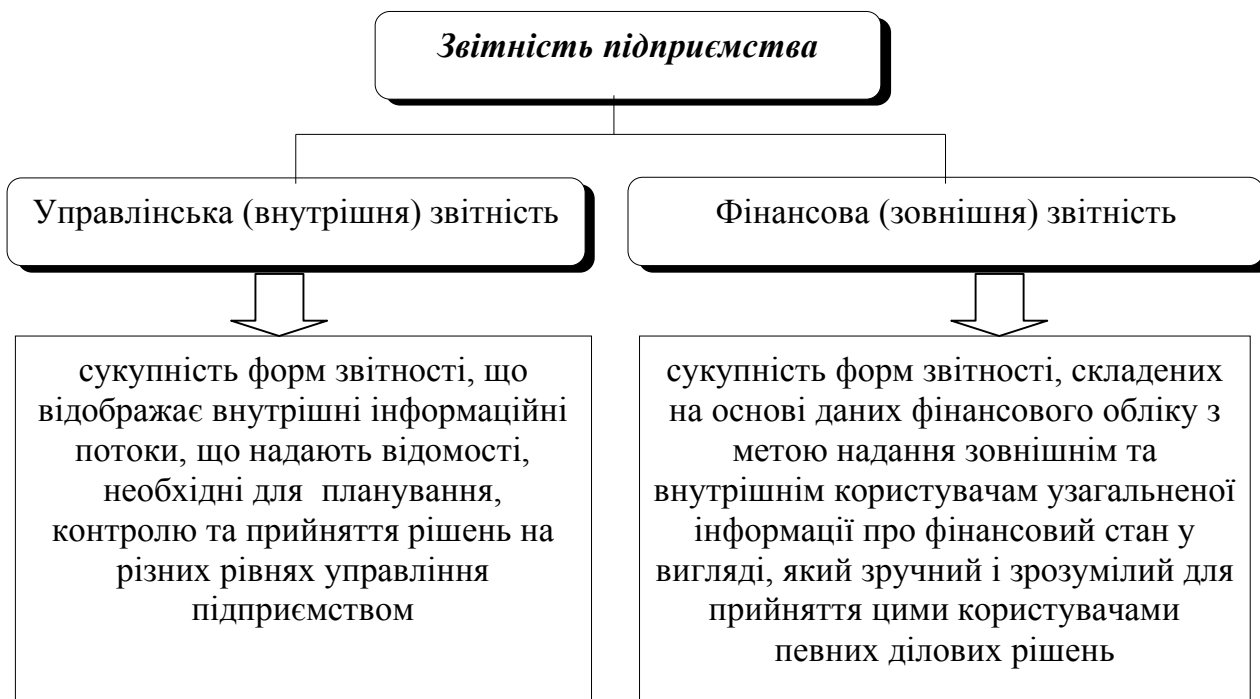 Звітність підприємства
Управлінська (внутрішня) звітність
Фінансова (зовнішня) звітність
сукупність форм звітності, що
відображає внутрішні інформаційні
потоки, що надають відомості,
необхідні для планування,
контролю та прийняття рішень на
різних рівнях управління
підприємством
сукупність форм звітності, складених
на основі даних фінансового обліку з
метою надання зовнішнім та
внутрішнім користувачам узагальненої
інформації про фінансовий стан у
вигляді, який зручний і зрозумілий для
прийняття цими користувачами
певних ділових рішень